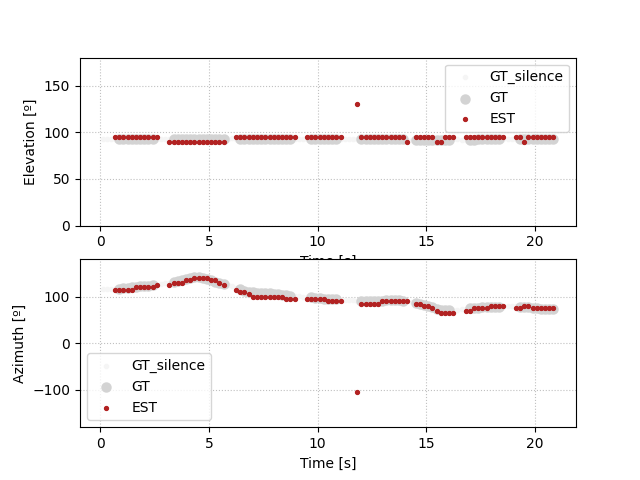 150
100
50
0
Elevation [º]
GT_silence
GT
EST
0
5
10
15
20
Time [s]
100
0
−100
Azimuth [º]
GT_silence
GT
EST
0
5
10
15
20
Time [s]